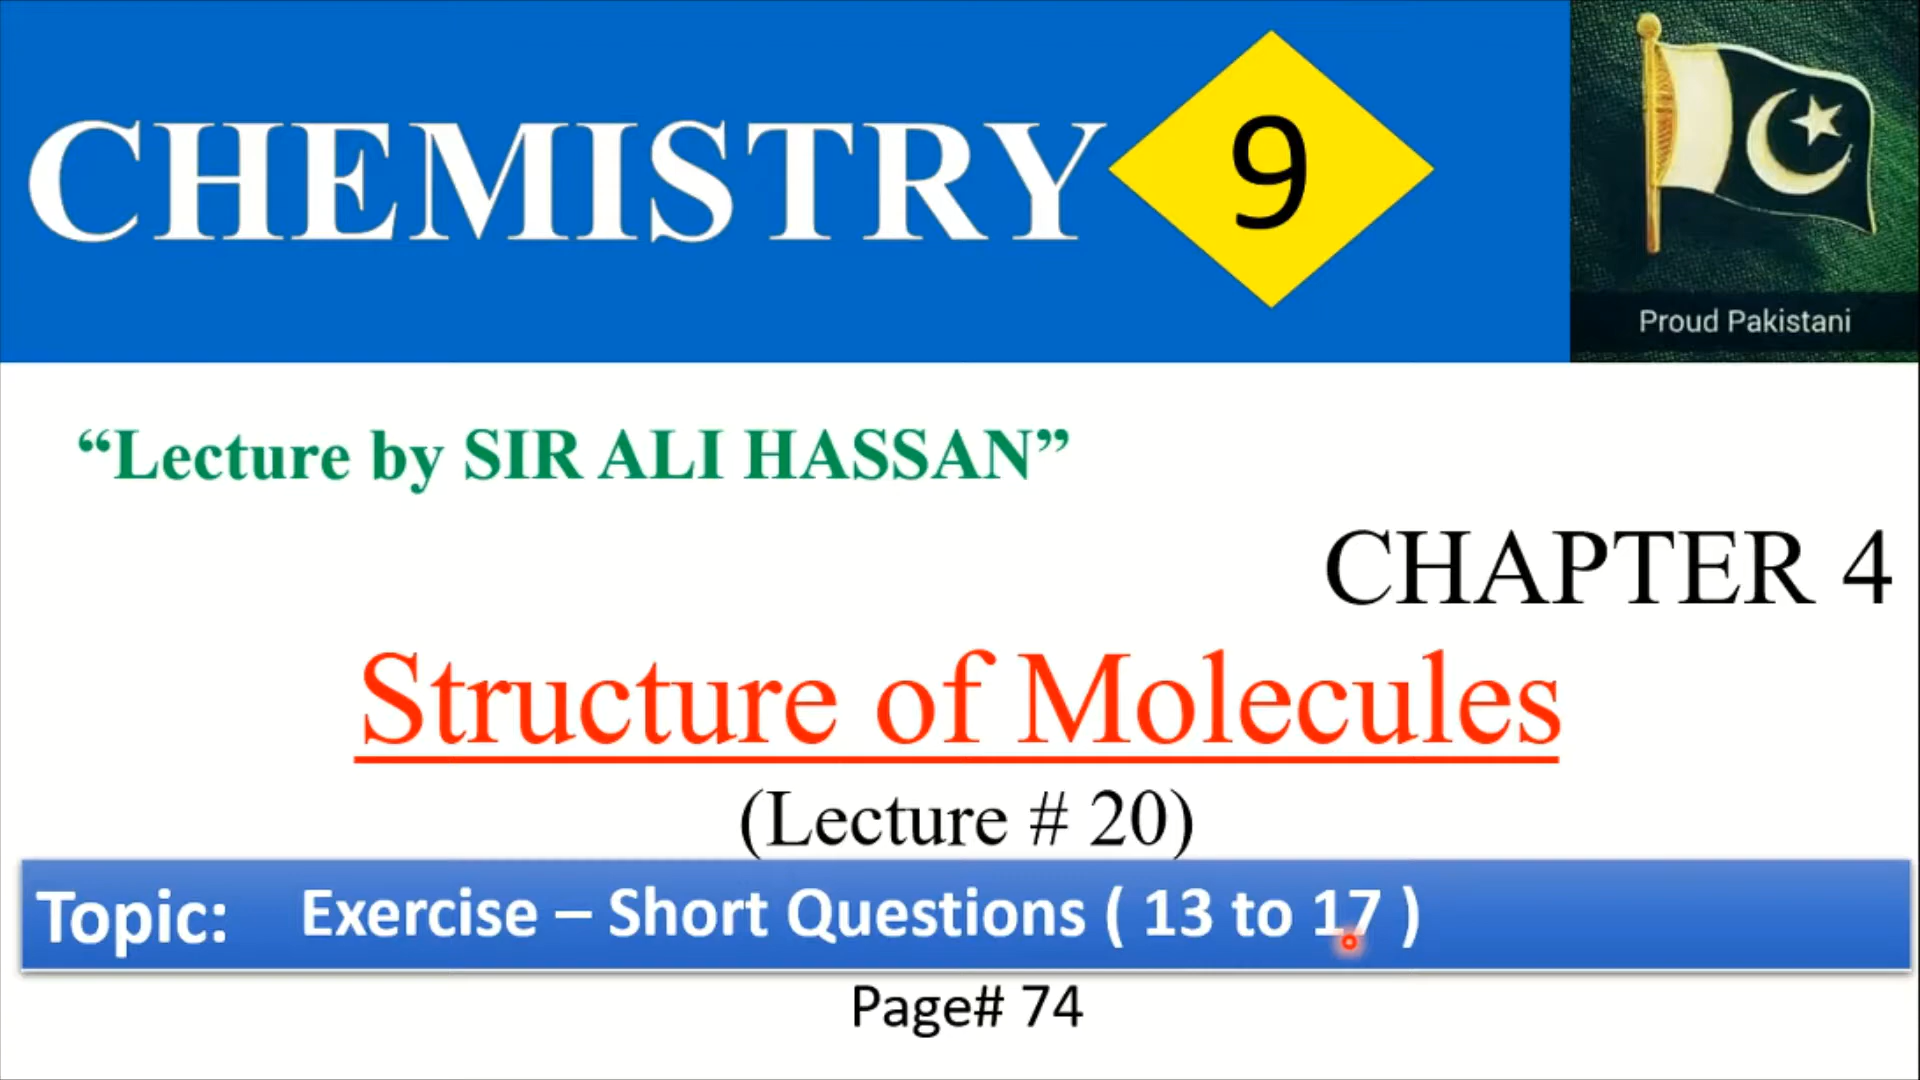 CHEMISTRY 9
Proud Pakistani
“Lecture by SIR ALI HASSAN”
CHAPTER 4
Structure of Molecules
(Lecture # 20)
Topic: Exercise – Short Questions ( 13 to 17 )
Page# 74